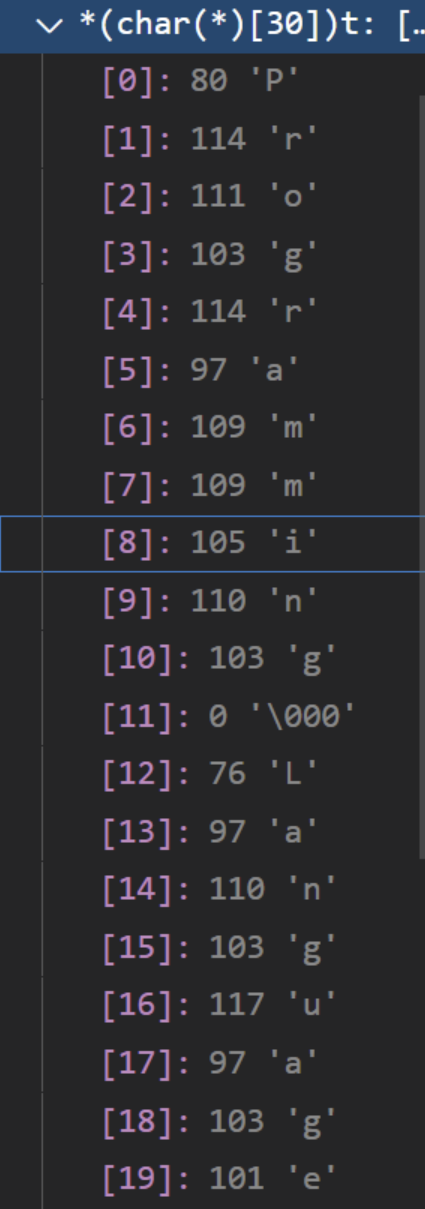 *(char(*)[30])t: [...
[0]: 80 'P'
[1]: 114 'r'
[2]: 111 'o'
[3]: 103 'g'
[4]: 114 'r'
[5]: 97 'a'
[6]: 109 'm'
[7]: 109 'm'
[8]: 105 'i'
[9]: 110 'n'
[10]: 103 'g'
[11]: 0 '\000'
[12]: 76 'L'
[13]: 97 'a'
[14]: 110 'n'
[15]: 103 'g'
[16]: 117 'u'
[17]: 97 'a'
[18]: 103 'g'
[19]: 101 'e'